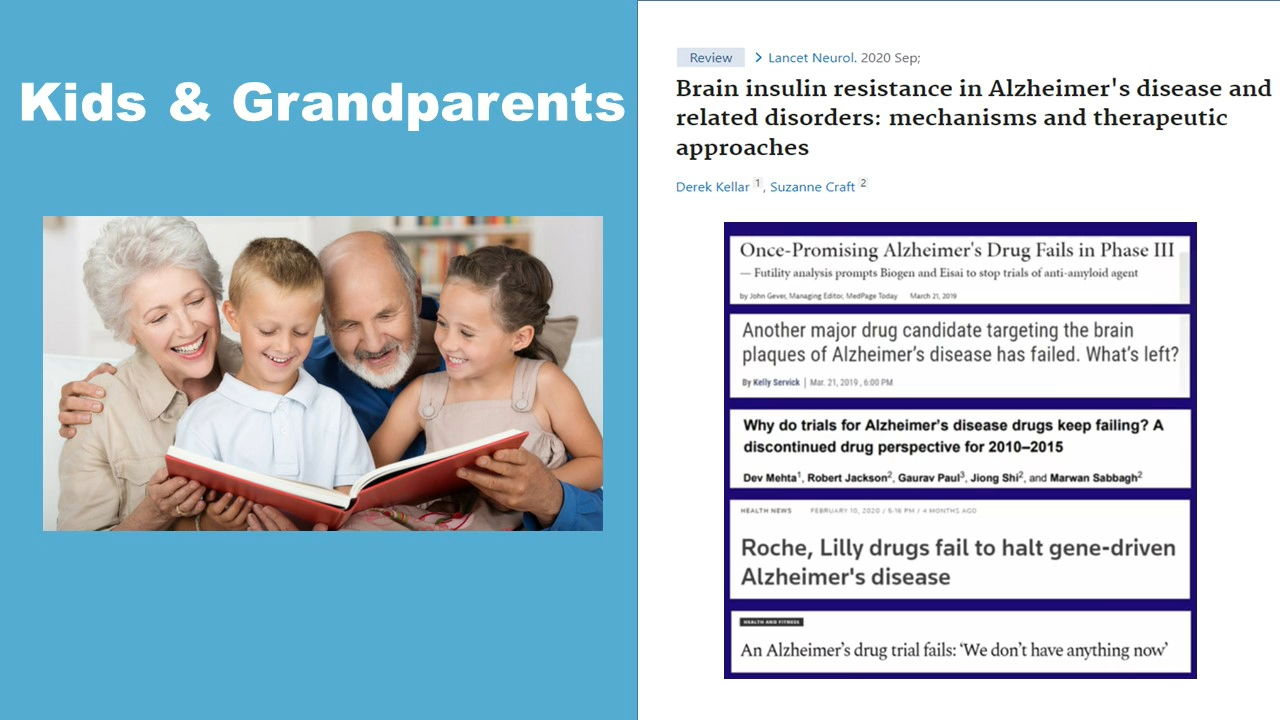 Kids & Grandparents
Review > Lancet Neurol. 2020 Sep;
Brain insulin resistance in Alzheimer's disease and
related disorders: mechanisms and therapeutic
approaches
Derek Kellar 1, Suzanne Craft 2
Once-Promising Alzheimer's Drug Fails in Phase III
— Futility analysis prompts Biogen and Eisai to stop trials of anti-amyloid agent
by John Gever, Managing Editor, MedPage Today March 21, 2019
Another major drug candidate targeting the brain
plaques of Alzheimer's disease has failed. What's left?
By Kelly Servick | Mar. 21, 2019 , 6:00 PM
Why do trials for Alzheimer's disease drugs keep failing? A
discontinued drug perspective for 2010–2015
Dev Mehta1, Robert Jackson2, Gaurav Paul3, Jiong Shi2, and Marwan Sabbagh2
HEALTH NEWS FEBRUARY 10, 2020 / 5:16 PM / 4 MONTHS AGO
Roche, Lilly drugs fail to halt gene-driven
Alzheimer's disease
HEALTH AND FITNESS
An Alzheimer's drug trial fails: 'We don't have anything now'